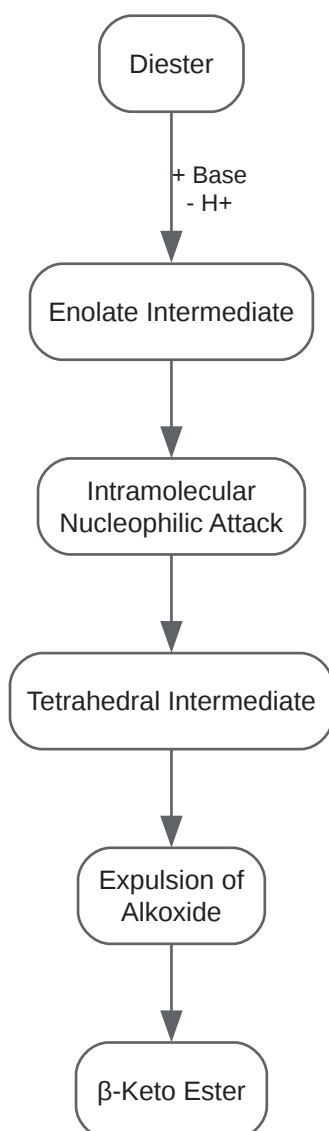 Diester
+ Base
- H+
Enolate Intermediate
Intramolecular
Nucleophilic Attack
Tetrahedral Intermediate
Expulsion of
Alkoxide
β-Keto Ester